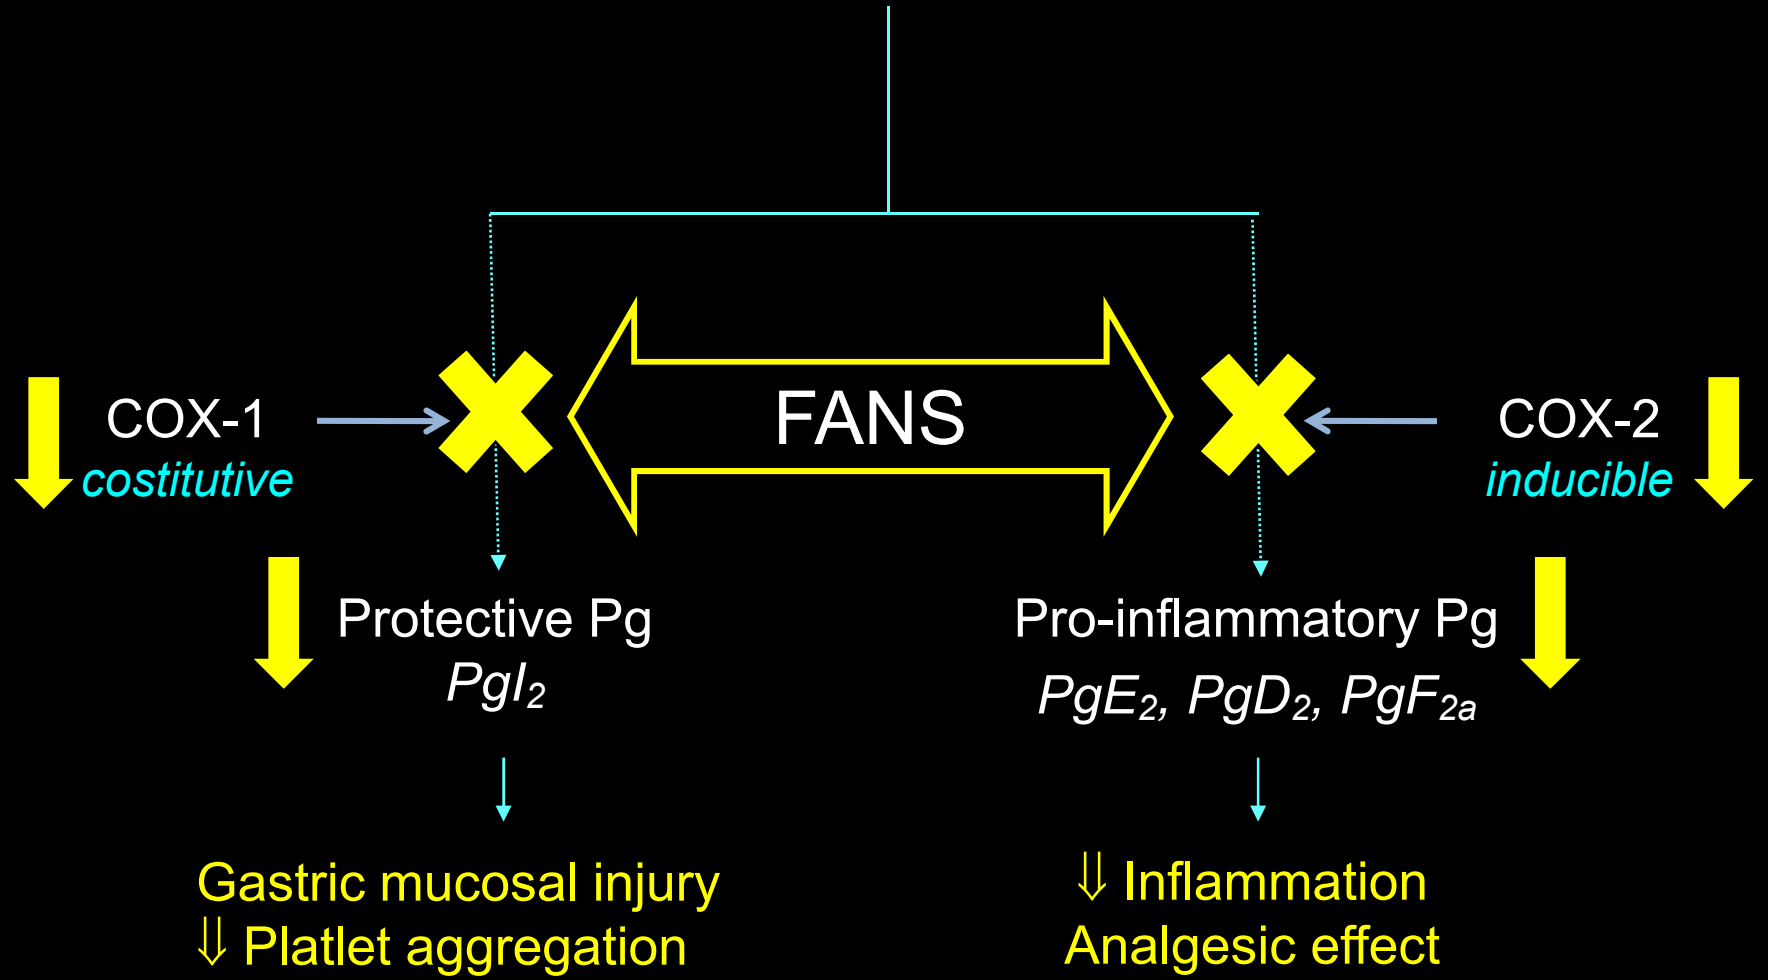 FANS
COX-1
costitutive
COX-2
inducible
Protective Pg
PgI₂
Pro-inflammatory Pg
PgE₂, PgD₂, PgF₂ₐ
Gastric mucosal injury
⇓ Platlet aggregation
⇓ Inflammation
Analgesic effect